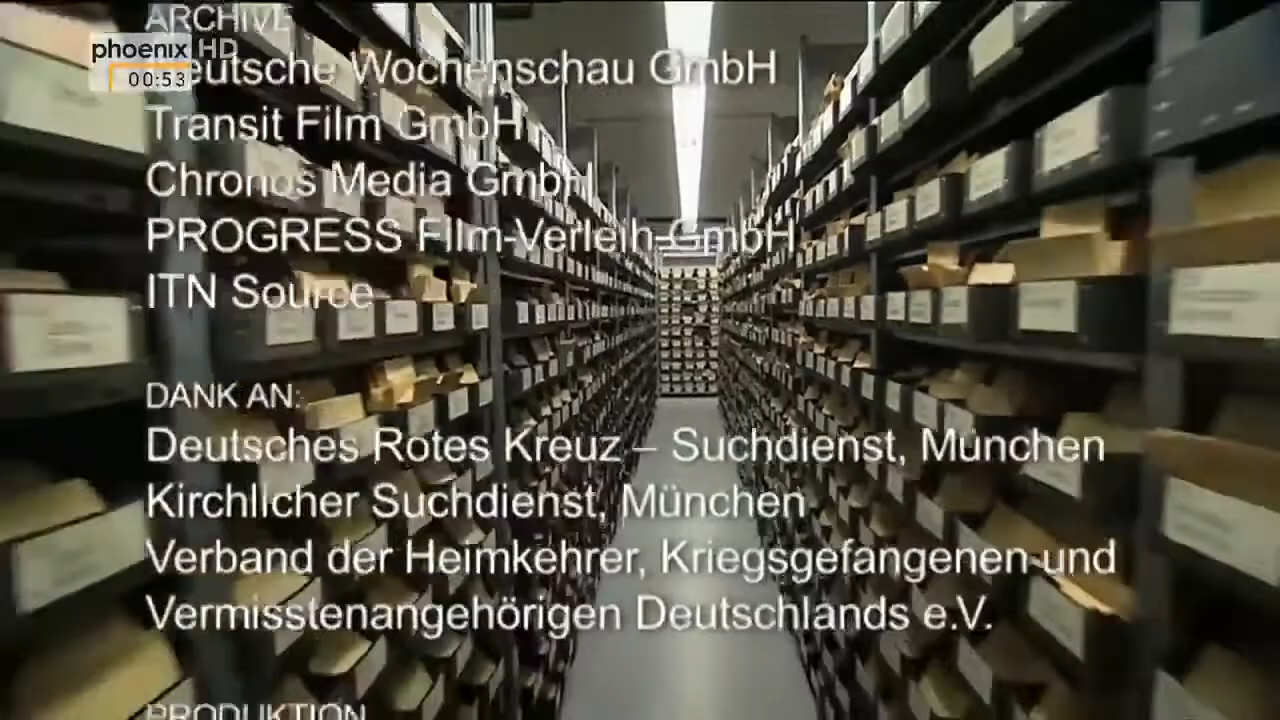 ARCHIVE
phoenix HD
00:53
Deutsche Wochenschau GmbH
Transit Film GmbH
Chronos Media GmbH
PROGRESS Film-Verleih GmbH
ITN Source
DANK AN:
Deutsches Rotes Kreuz – Suchdienst, München
Kirchlicher Suchdienst, München
Verband der Heimkehrer, Kriegsgefangenen und
Vermisstenangehörigen Deutschlands e.V.
PRODUKTION